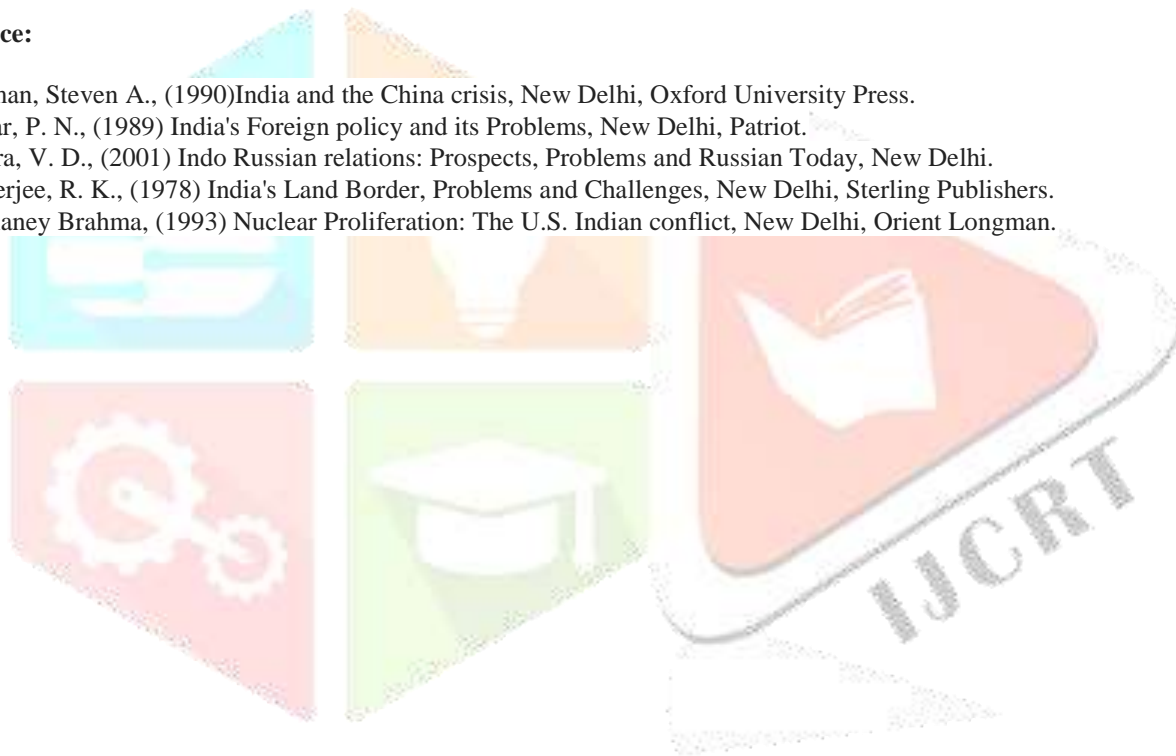 ce:
nan, Steven A., (1990)India and the China crisis, New Delhi, Oxford University Press.
ar, P. N., (1989) India's Foreign policy and its Problems, New Delhi, Patriot.
ra, V. D., (2001) Indo Russian relations: Prospects, Problems and Russian Today, New Delhi.
erjee, R. K., (1978) India's Land Border, Problems and Challenges, New Delhi, Sterling Publishers.
aney Brahma, (1993) Nuclear Proliferation: The U.S. Indian conflict, New Delhi, Orient Longman.
IJCRT